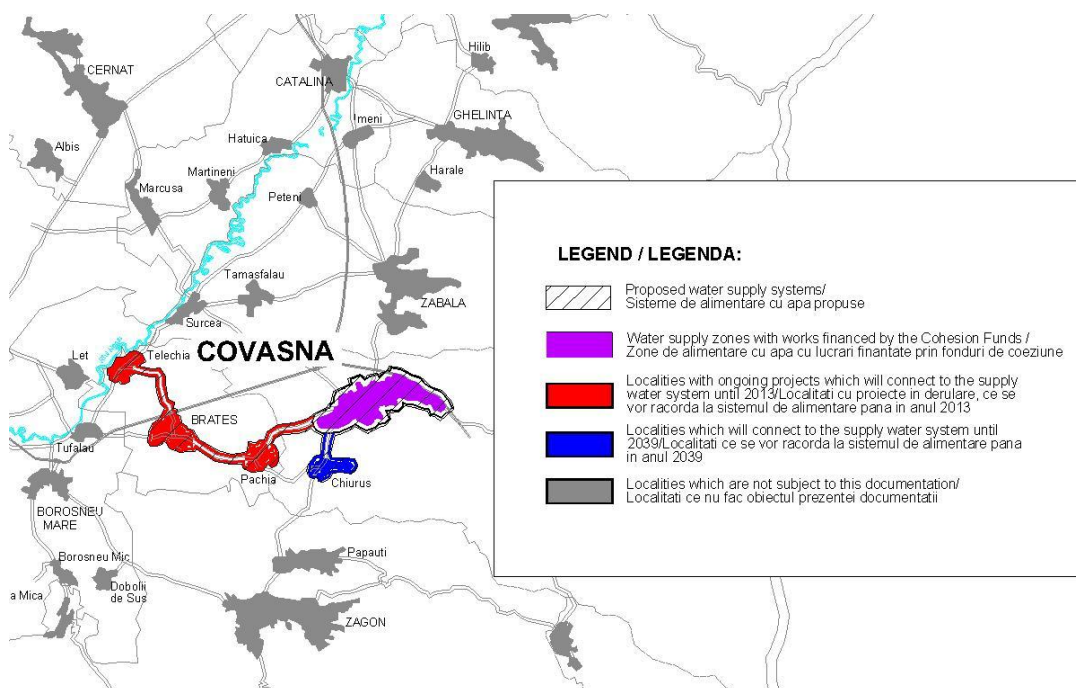 Hilib
CERNAT
CATALINA
GHELINTA
Imeni
Hatuica
Albis
Martineni
Harale
Marcusa
Peteni
LEGEND / LEGENDA:
Proposed water supply systems/
Sisteme de alimentare cu apa propuse
Tamasfalau
ZABALA
Surcea
Water supply zones with works financed by the Cohesion Funds /
Zone de alimentare cu apa cu lucrari finantate prin fonduri de coeziune
Let
Telechia
COVASNA
Localities with ongoing projects which will connect to the supply
water system until 2013/Localitati cu proiecte in derulare, ce se
vor racorda la sistemul de alimentare pana in anul 2013
BRATES
Tufalau
Localities which will connect to the supply water system until
2039/Localitati ce se vor racorda la sistemul de alimentare pana
in anul 2039
Pachia
Chiurus
Localities which are not subject to this documentation/
Localitati ce nu fac obiectul prezentei documentatii
BOROSNEU
MARE
Borosneu Mic
Papauti
Dobolii
de Sus
a Mica
ZAGON